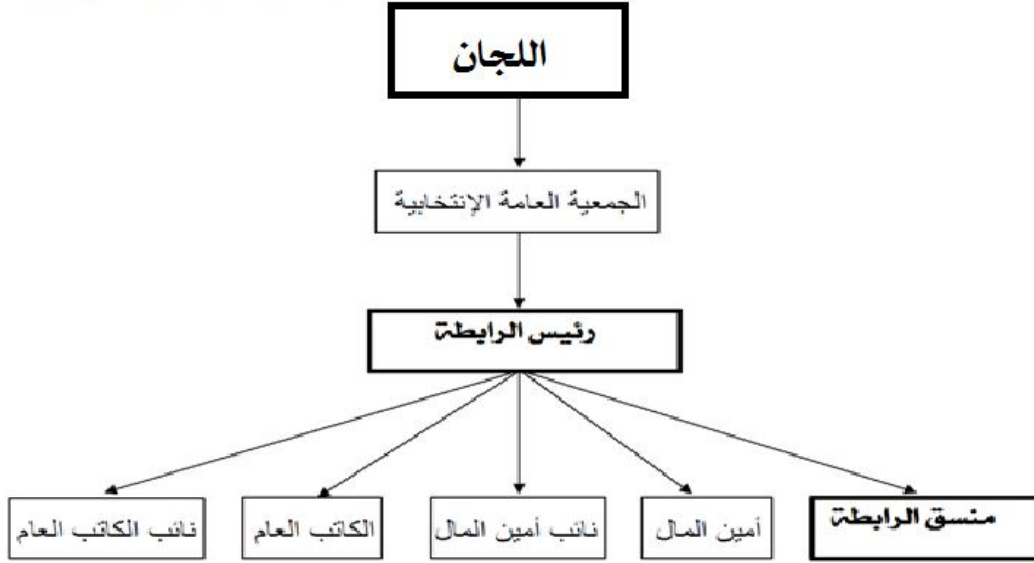 اللجان
الجمعية العامة الإنتخابية
رئيس الرابطة
منسق الرابطة
أمين المال
نائب أمين المال
الكاتب العام
نائب الكاتب العام